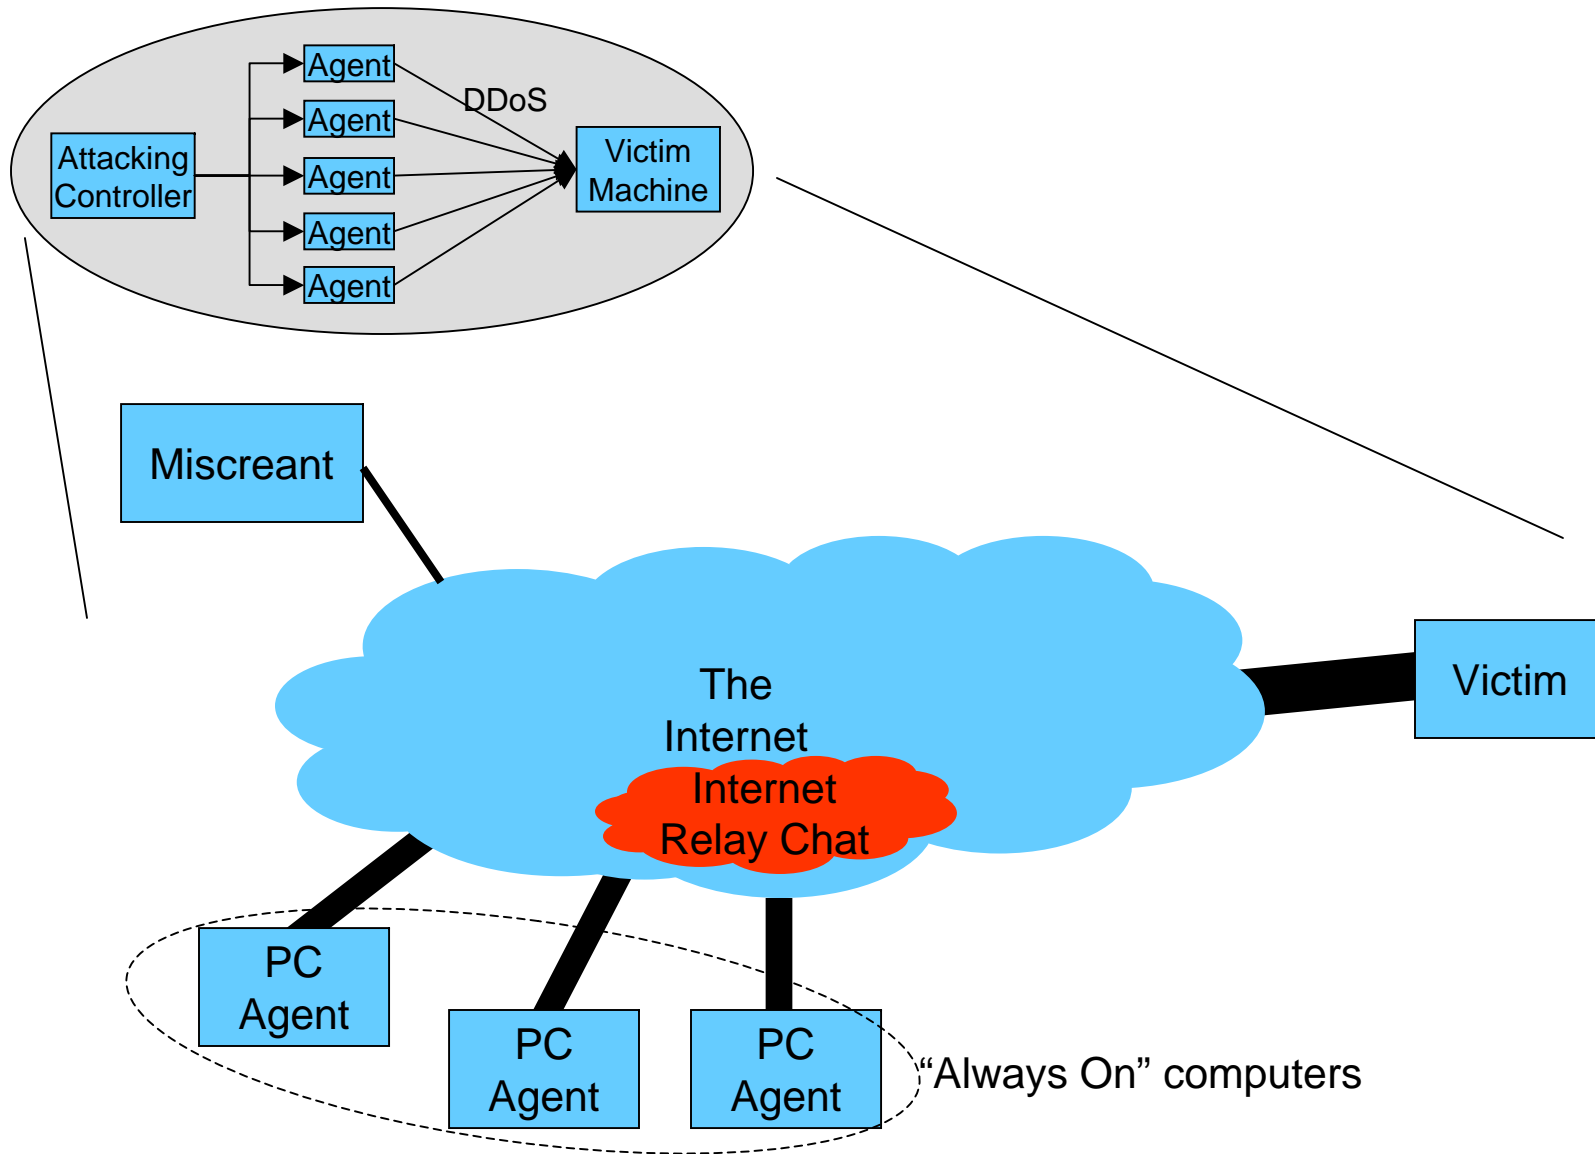 Agent
DDoS
Agent
Attacking
Controller
Agent
Victim
Machine
Agent
Agent
Miscreant
The
Internet
Victim
Internet
Relay Chat
PC
Agent
PC
Agent
PC
Agent
“Always On” computers